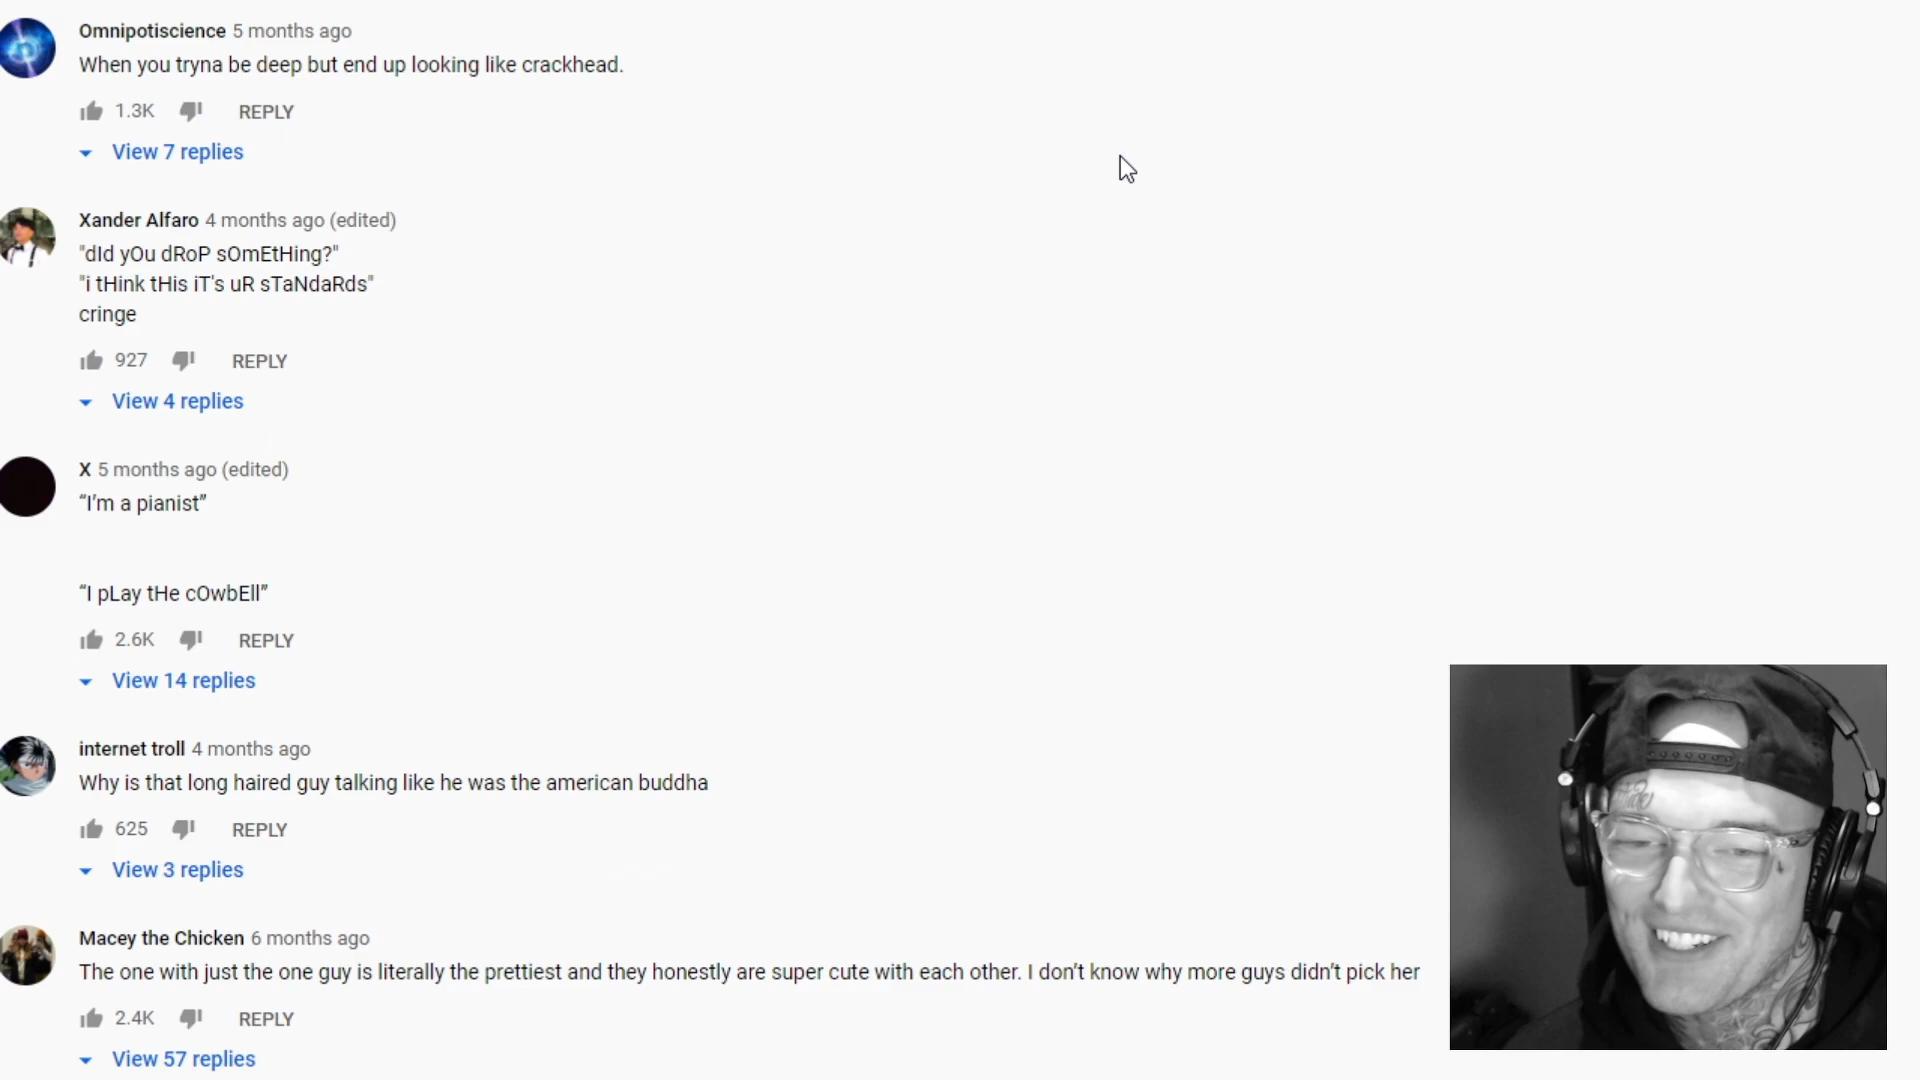 Omnipotiscience 5 months ago
When you tryna be deep but end up looking like crackhead.
1.3K REPLY
View 7 replies
Xander Alfaro 4 months ago (edited)
"dId yOu dRoP sOmEtHing?"
"i tHink tHis iT's uR sTaNdaRds"
cringe
927 REPLY
View 4 replies
X 5 months ago (edited)
“I’m a pianist”
“I pLay tHe cOwbEll”
2.6K REPLY
View 14 replies
internet troll 4 months ago
Why is that long haired guy talking like he was the american buddha
625 REPLY
View 3 replies
Macey the Chicken 6 months ago
The one with just the one guy is literally the prettiest and they honestly are super cute with each other. I don’t know why more guys didn’t pick her
2.4K REPLY
View 57 replies